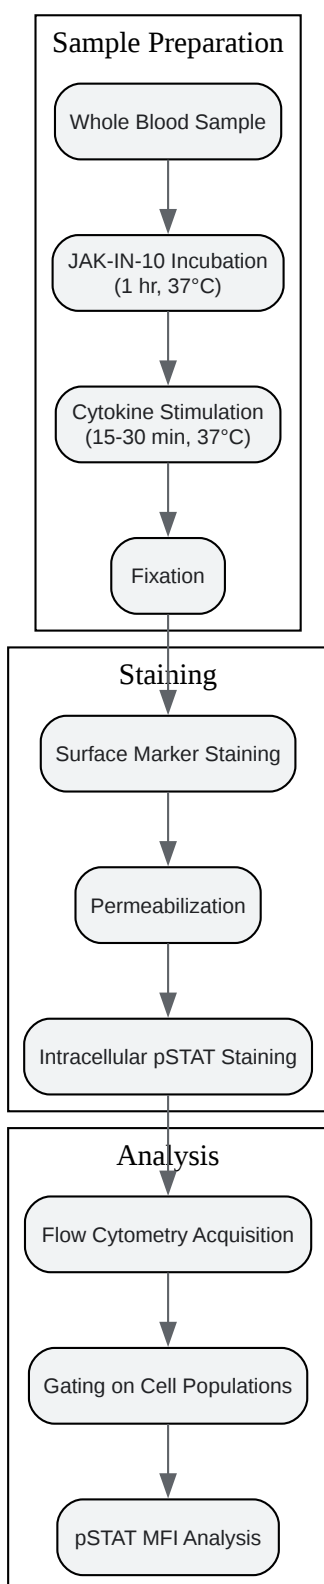 Sample Preparation
Whole Blood Sample
JAK-IN-10 Incubation
(1 hr, 37°C)
Cytokine Stimulation
(15-30 min, 37°C)
Fixation
Staining
Surface Marker Staining
Permeabilization
Intracellular pSTAT Staining
Analysis
Flow Cytometry Acquisition
Gating on Cell Populations
pSTAT MFI Analysis